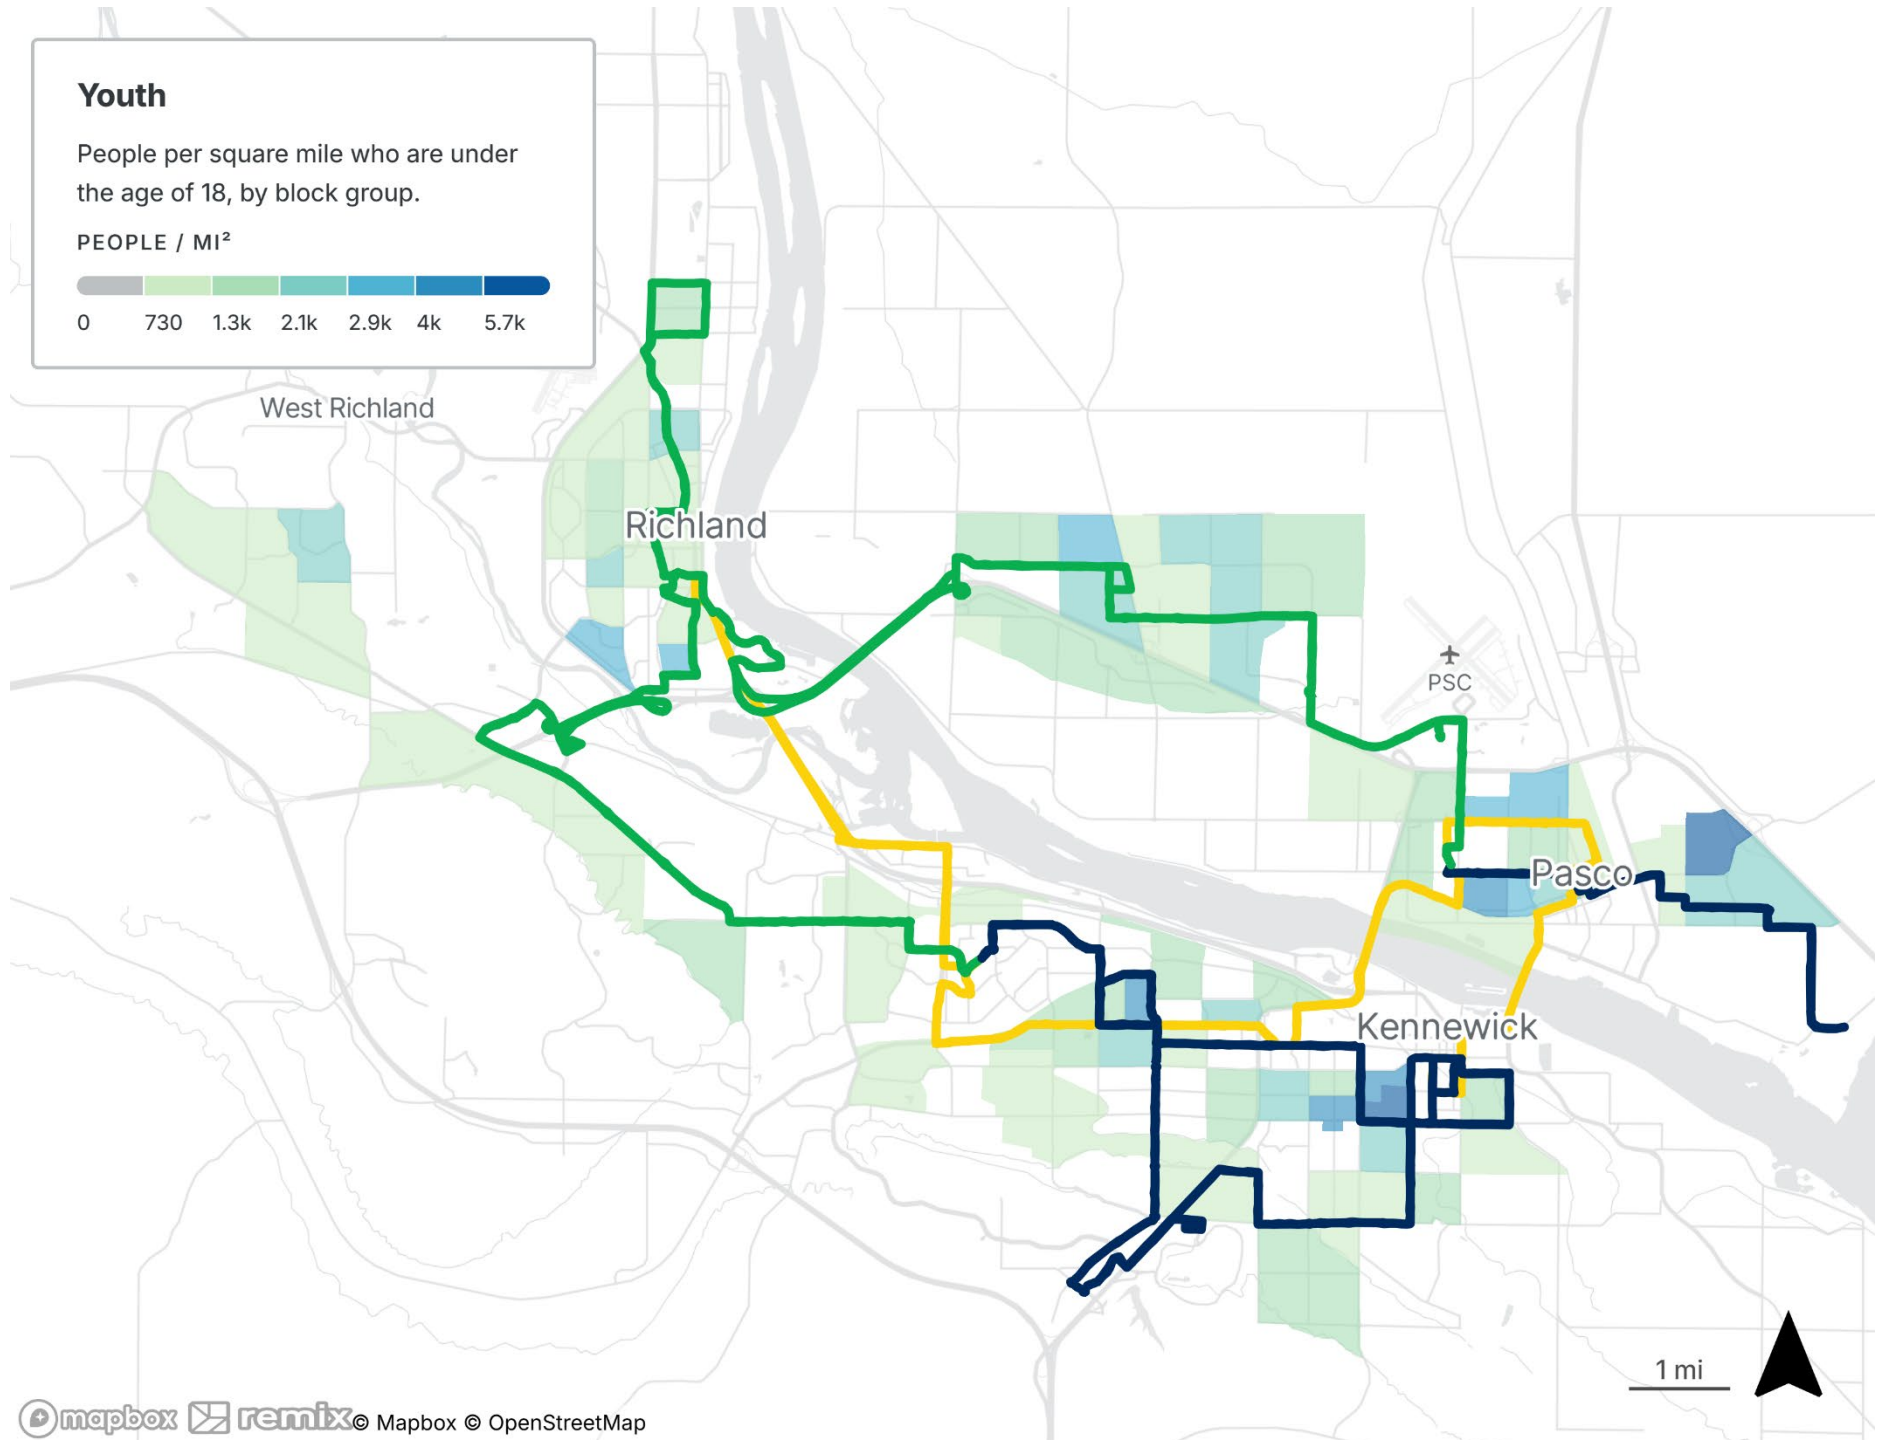 Youth
People per square mile who are under
the age of 18, by block group.
PEOPLE / MI²
0 730 1.3k 2.1k 2.9k 4k 5.7k
West Richland
Richland
PSC
Pasco
Kennewick
1 mi
mapbox remix © Mapbox © OpenStreetMap